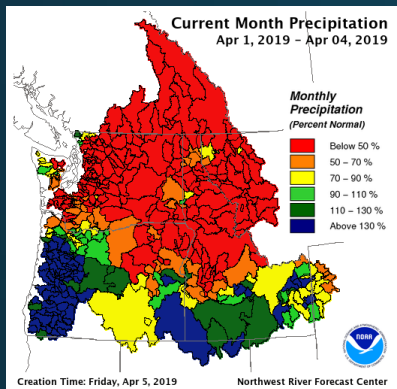 Current Month Precipitation
Apr 1, 2019 - Apr 04, 2019
Monthly
Precipitation
(Percent Normal)
Below 50 %
50 - 70 %
70 - 90 %
90 - 110 %
110 - 130 %
Above 130 %
NOAA
Creation Time: Friday, Apr 5, 2019
Northwest River Forecast Center